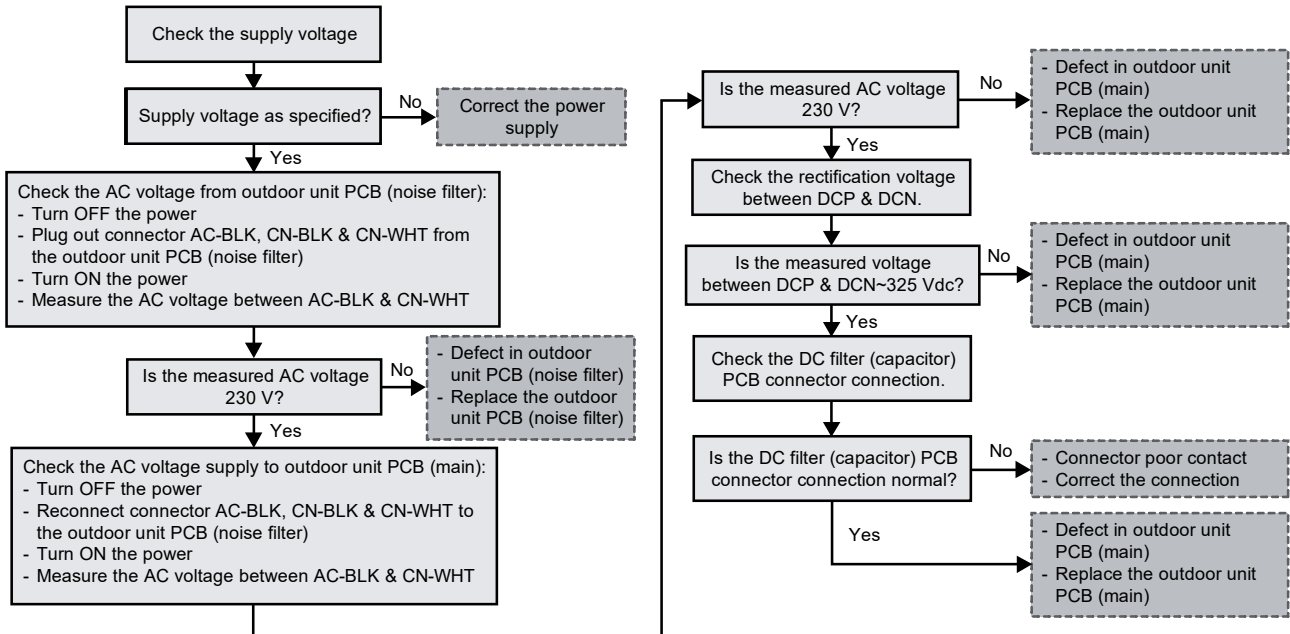 Check the supply voltage
Supply voltage as specified?
No
Correct the power
supply
Yes
Check the AC voltage from outdoor unit PCB (noise filter):
- Turn OFF the power
- Plug out connector AC-BLK, CN-BLK & CN-WHT from
the outdoor unit PCB (noise filter)
- Turn ON the power
- Measure the AC voltage between AC-BLK & CN-WHT
Is the measured AC voltage
230 V?
No
- Defect in outdoor
unit PCB (noise filter)
- Replace the outdoor
unit PCB (noise filter)
Yes
Check the AC voltage supply to outdoor unit PCB (main):
- Turn OFF the power
- Reconnect connector AC-BLK, CN-BLK & CN-WHT to
the outdoor unit PCB (noise filter)
- Turn ON the power
- Measure the AC voltage between AC-BLK & CN-WHT
Is the measured AC voltage
230 V?
No
- Defect in outdoor unit
PCB (main)
- Replace the outdoor unit
PCB (main)
Yes
Check the rectification voltage
between DCP & DCN.
Is the measured voltage
between DCP & DCN~325 Vdc?
No
- Defect in outdoor unit
PCB (main)
- Replace the outdoor unit
PCB (main)
Yes
Check the DC filter (capacitor)
PCB connector connection.
Is the DC filter (capacitor) PCB
connector connection normal?
No
- Connector poor contact
- Correct the connection
Yes
- Defect in outdoor unit
PCB (main)
- Replace the outdoor unit
PCB (main)